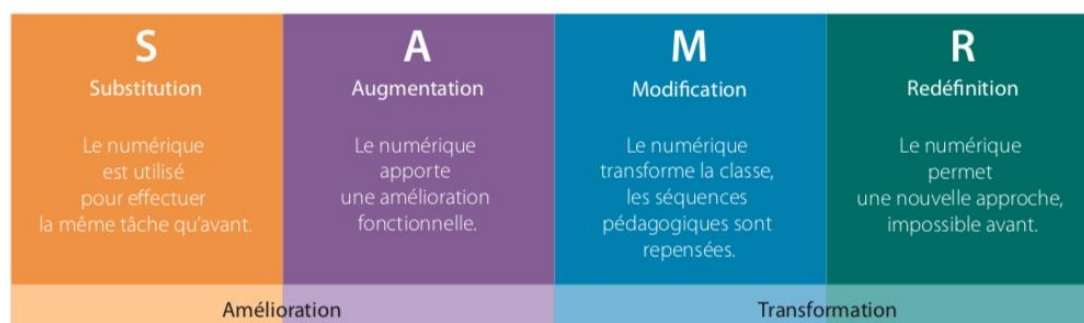 S
Substitution
Le numérique
est utilisé
pour effectuer
la même tâche qu'avant.
A
Augmentation
Le numérique
apporte
une amélioration
fonctionnelle.
M
Modification
Le numérique
transforme la classe,
les séquences
pédagogiques sont
repensées.
R
Redéfinition
Le numérique
permet
une nouvelle approche,
impossible avant.
Amélioration
Transformation